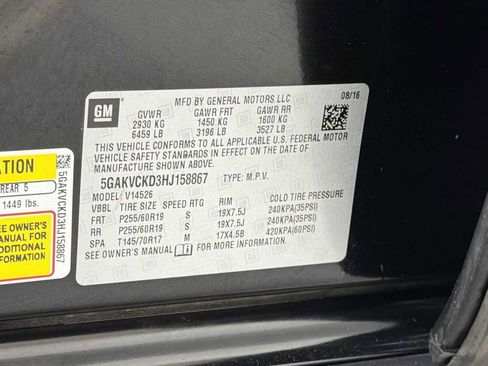 GM
MFD BY GENERAL MOTORS LLC
08/16
GVWR GAWR FRT GAWR RR
2930 KG 1450 KG 1600 KG
6459 LB 3196 LB 3527 LB
THIS VEHICLE CONFORMS TO ALL APPLICABLE U.S. FEDERAL MOTOR
VEHICLE SAFETY STANDARDS IN EFFECT ON THE DATE OF
MANUFACTURE SHOWN ABOVE.
5GAKVCKD3HJ158867 TYPE: M.P.V.
MODEL: V14526
VBBL TIRE SIZE SPEED RTG RIM COLD TIRE PRESSURE
FRT P255/60R19 S 19X7.5J 240KPA(35PSI)
RR P255/60R19 S 19X7.5J 240KPA(35PSI)
SPA T145/70R17 M 17X4.5B 420KPA(60PSI)
SEE OWNER'S MANUAL FOR MORE INFORMATION.
MATION
REAR 5
1449 lbs.
SEE OWNER'S
MANUAL FOR
ADDITIONAL
INFORMATION
5GAKVCKD3HJ158867